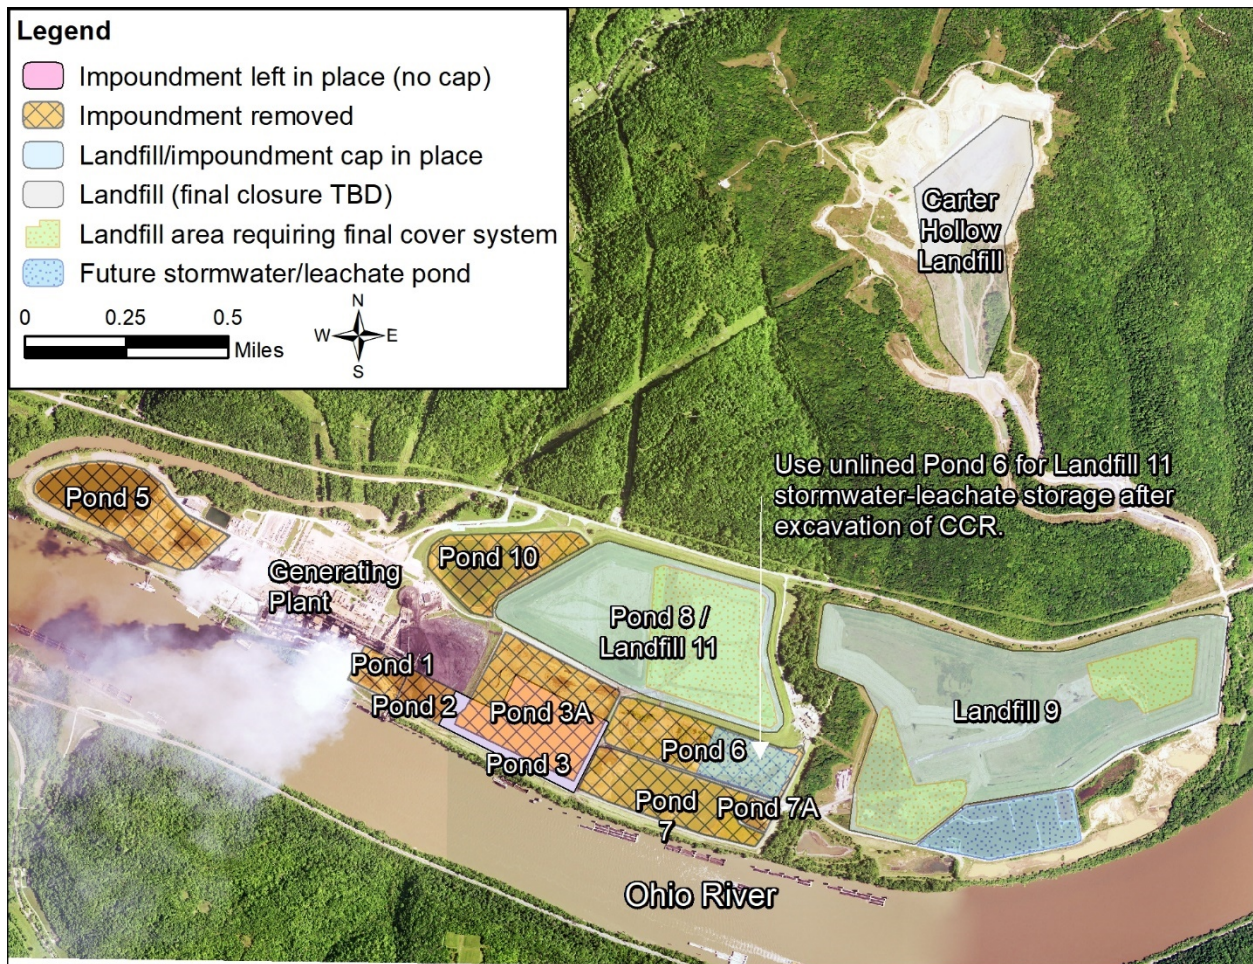 Legend
Impoundment left in place (no cap)
Impoundment removed
Landfill/impoundment cap in place
Landfill (final closure TBD)
Landfill area requiring final cover system
Future stormwater/leachate pond
0 0.25 0.5
Miles
N
W E
S
Carter
Hollow
Landfill
Use unlined Pond 6 for Landfill 11
stormwater-leachate storage after
excavation of CCR.
Pond 5
Pond 10
Generating
Plant
Pond 8 /
Landfill 11
Pond 1
Pond 2
Pond 3A
Landfill 9
Pond 6
Pond 3
Pond
7
Pond 7A
Ohio River